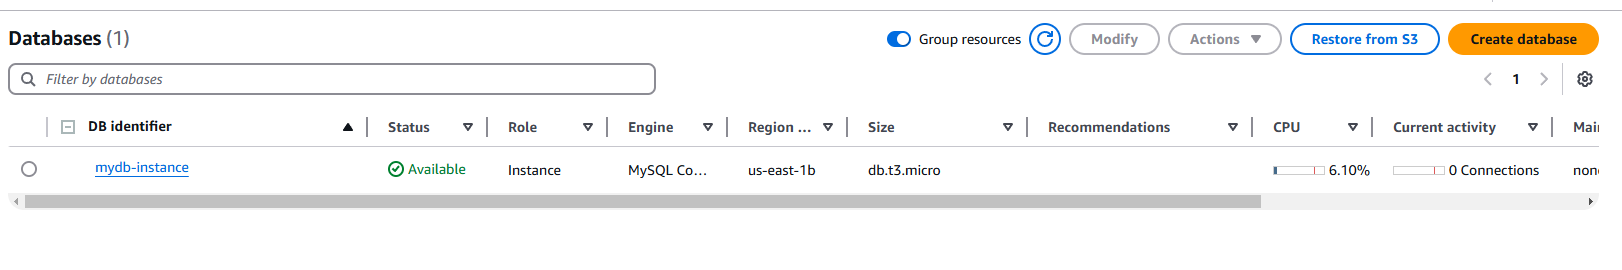 Databases (1)
Group resources
Modify
Actions
Restore from S3
Create database
Filter by databases
1
DB identifier Status Role Engine Region ... Size Recommendations CPU Current activity Main
mydb-instance Available Instance MySQL Co... us-east-1b db.t3.micro 6.10% 0 Connections none